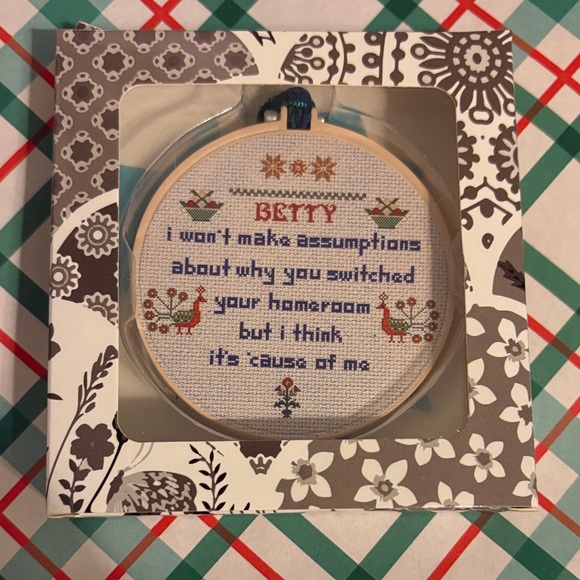 BETTY
i won't make assumptions
about why you switched
your homeroom
but i think
it's 'cause of me